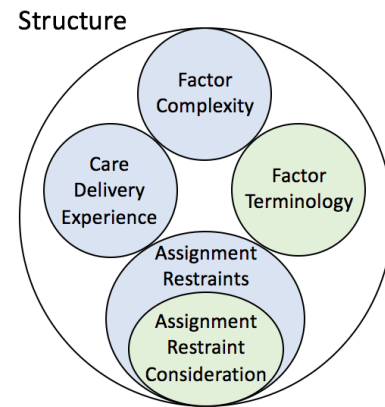 Structure
Factor
Complexity
Care
Delivery
Experience
Factor
Terminology
Assignment
Restraints
Assignment
Restraint
Consideration